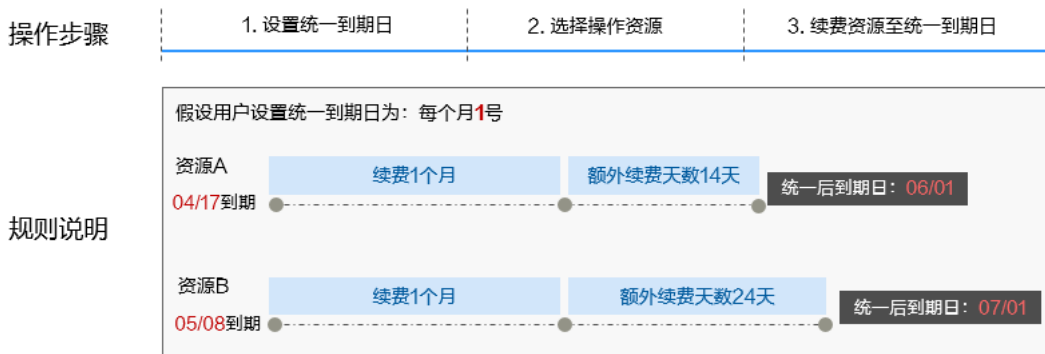 操作步骤
1. 设置统一到期日
2. 选择操作资源
3. 续费资源至统一到期日
规则说明
假设用户设置统一到期日为：每个月1号
资源A
04/17到期
续费1个月
额外续费天数14天
统一后到期日：06/01
资源B
05/08到期
续费1个月
额外续费天数24天
统一后到期日：07/01